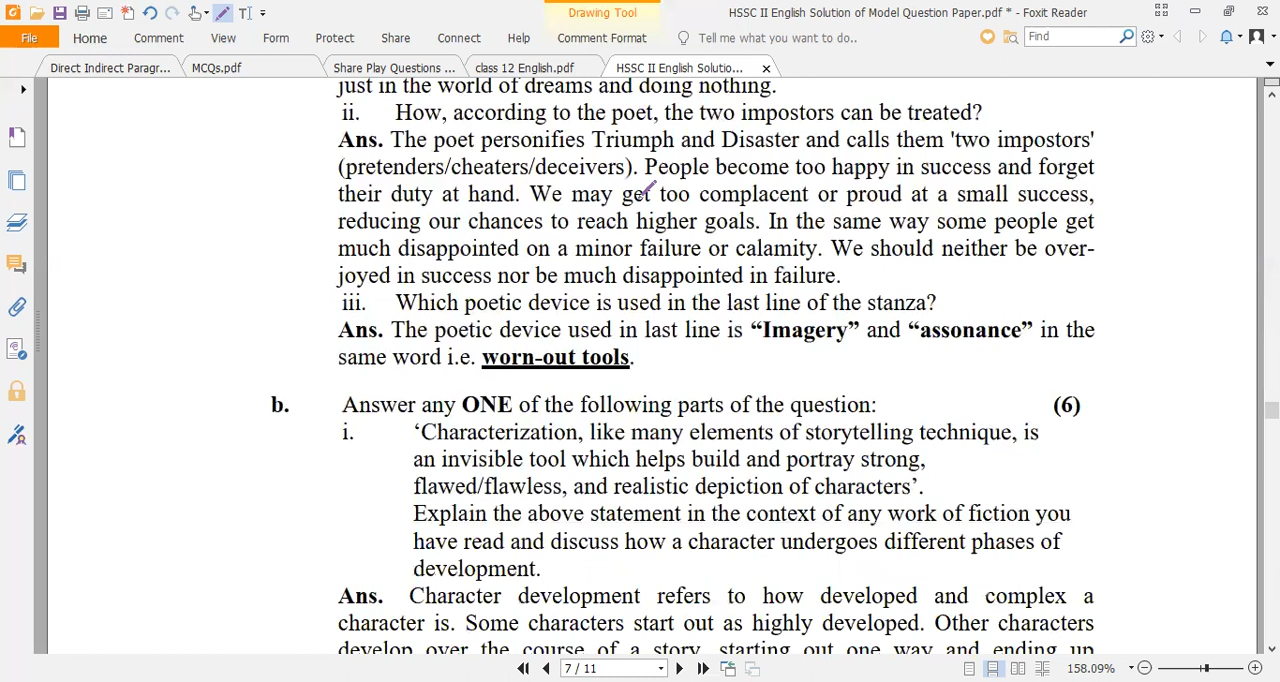 HSSC II English Solution of Model Question Paper.pdf * - Foxit Reader
Drawing Tool
File Home Comment View Form Protect Share Connect Help Comment Format Tell me what you want to do.. Find
Direct Indirect Paragr... MCQs.pdf Share Play Questions ... class 12 English.pdf HSSC II English Solutio...
just in the world of dreams and doing nothing.
ii. How, according to the poet, the two impostors can be treated?
Ans. The poet personifies Triumph and Disaster and calls them 'two impostors'
(pretenders/cheaters/deceivers). People become too happy in success and forget
their duty at hand. We may get too complacent or proud at a small success,
reducing our chances to reach higher goals. In the same way some people get
much disappointed on a minor failure or calamity. We should neither be over-
joyed in success nor be much disappointed in failure.
iii. Which poetic device is used in the last line of the stanza?
Ans. The poetic device used in last line is “Imagery” and “assonance” in the
same word i.e. worn-out tools.
b. Answer any ONE of the following parts of the question: (6)
i. ‘Characterization, like many elements of storytelling technique, is
an invisible tool which helps build and portray strong,
flawed/flawless, and realistic depiction of characters’.
Explain the above statement in the context of any work of fiction you
have read and discuss how a character undergoes different phases of
development.
Ans. Character development refers to how developed and complex a
character is. Some characters start out as highly developed. Other characters
develop over the course of a story, starting out one way and ending up
7 / 11 158.09%